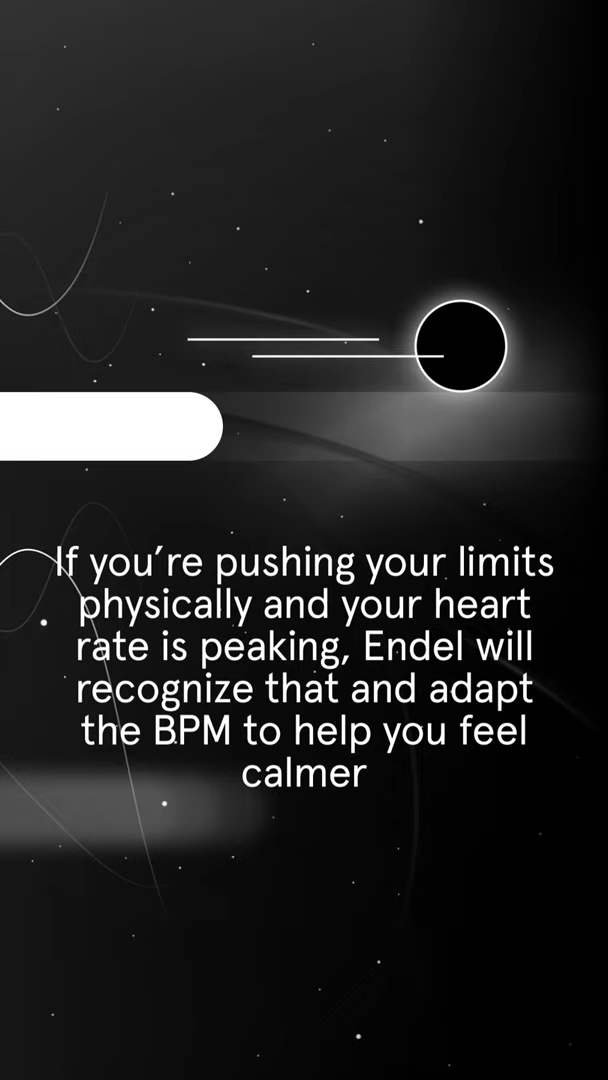 If you’re pushing your limits
physically and your heart
rate is peaking, Endel will
recognize that and adapt
the BPM to help you feel
calmer